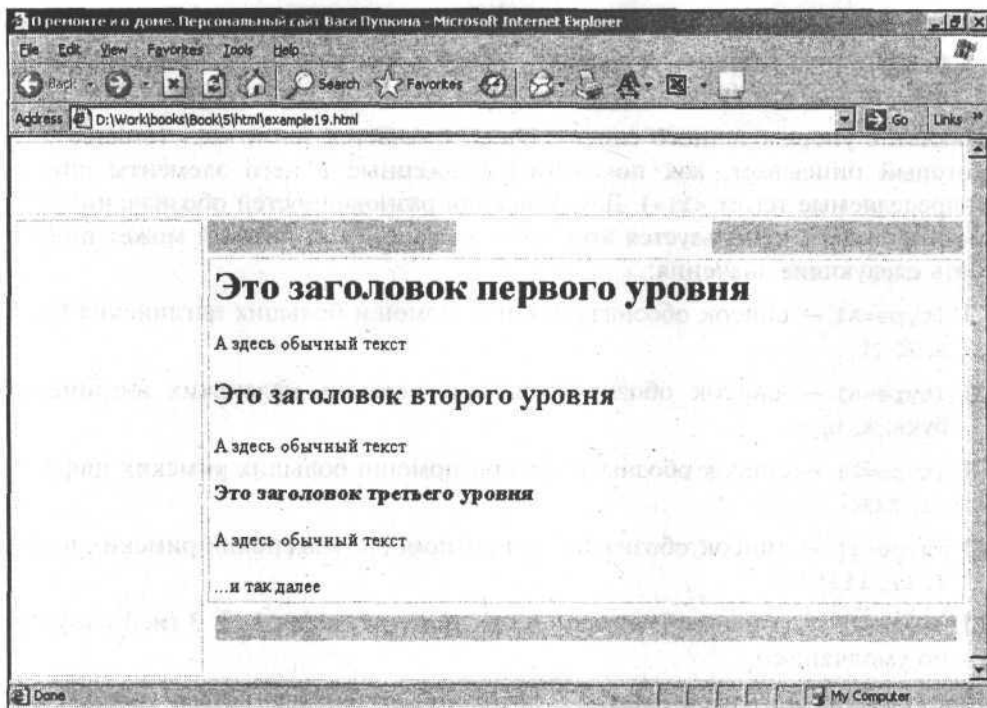 О ремонте и о доме. Персональный сайт Васи Пупкина - Microsoft Internet Explorer
File Edit View Favorites Tools Help
Back Search Favorites
Address D:\Work\books\Book\5\html\example19.html Go Links »
Это заголовок первого уровня
А здесь обычный текст
Это заголовок второго уровня
А здесь обычный текст
Это заголовок третьего уровня
А здесь обычный текст
...и так далее
Done My Computer